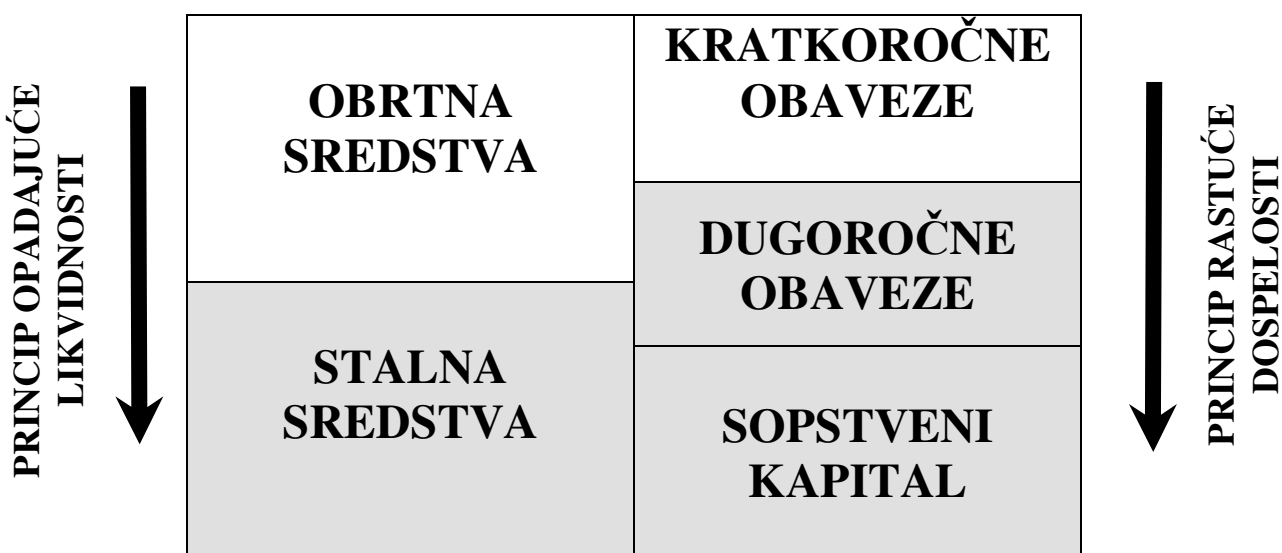 PRINCIP OPADAJUĆE
LIKVIDNOSTI
OBRTNA
SREDSTVA
STALNA
SREDSTVA
KRATKOROČNE
OBAVEZE
DUGOROČNE
OBAVEZE
SOPSTVENI
KAPITAL
PRINCIP RASTUĆE
DOSPELOSTI